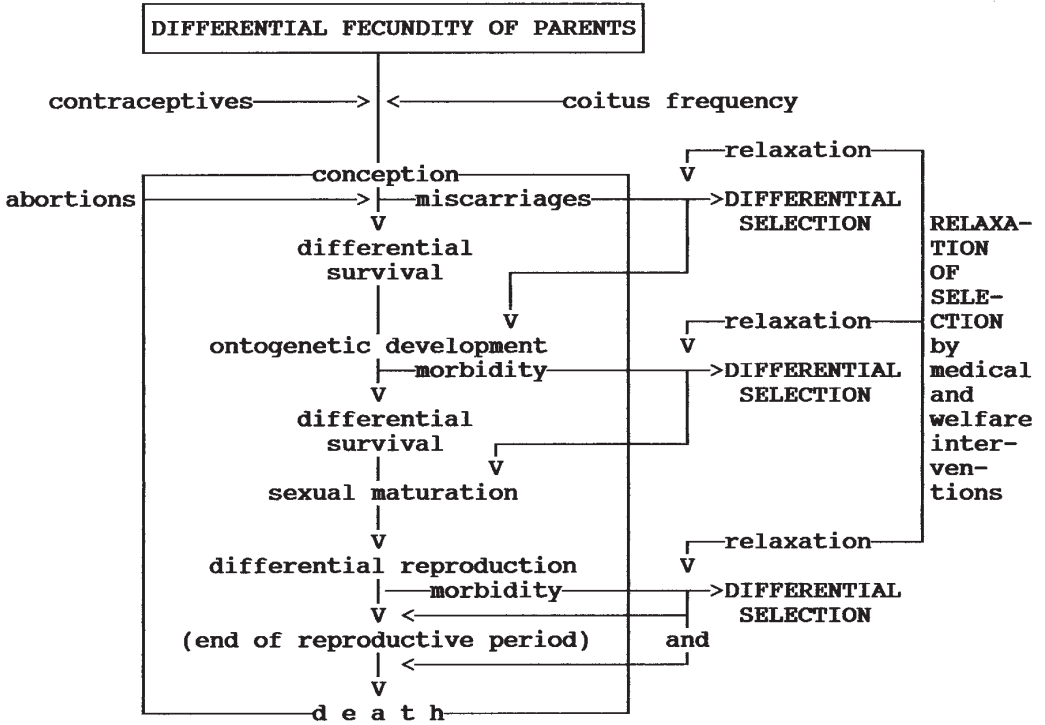 DIFFERENTIAL FECUNDITY OF PARENTS
contraceptives
coitus frequency
relaxation
conception
abortions
miscarriages
DIFFERENTIAL
SELECTION
differential
survival
relaxation
ontogenetic development
morbidity
DIFFERENTIAL
SELECTION
differential
survival
sexual maturation
relaxation
differential reproduction
morbidity
DIFFERENTIAL
SELECTION
(end of reproductive period)
and
d e a t h
RELAXA-
TION
OF
SELE-
CTION
by
medical
and
welfare
inter-
ven-
tions